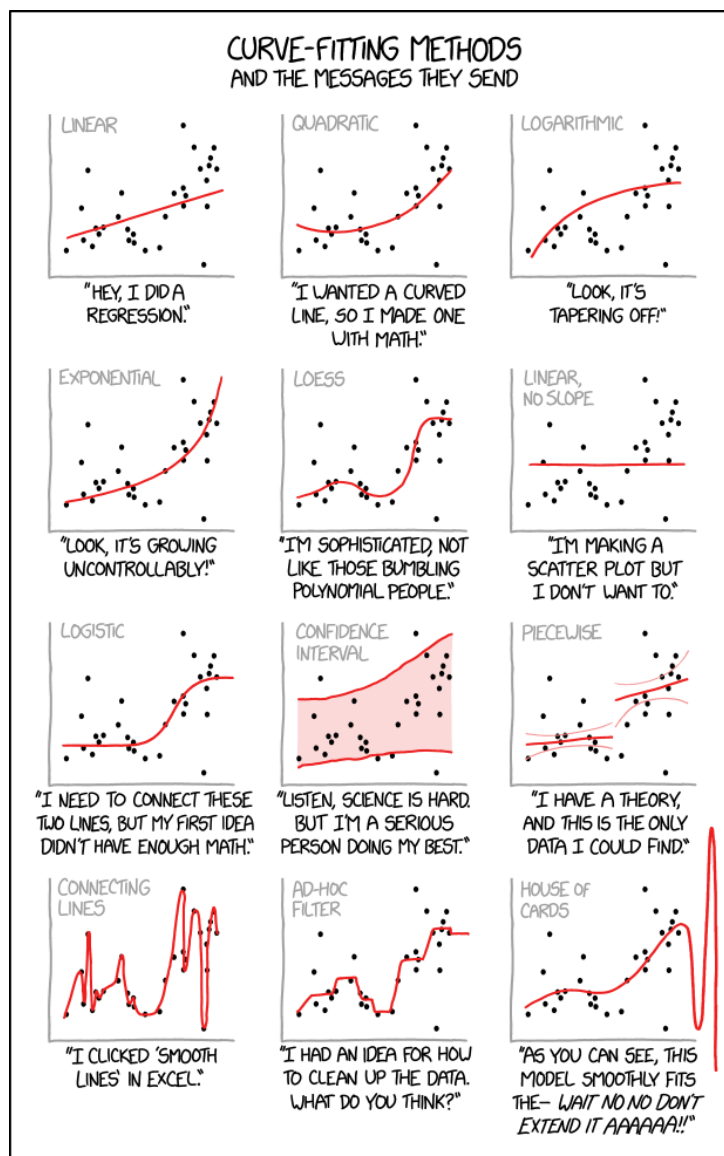 CURVE-FITTING METHODS
AND THE MESSAGES THEY SEND
LINEAR
"HEY, I DID A
REGRESSION."
QUADRATIC
"I WANTED A CURVED
LINE, SO I MADE ONE
WITH MATH."
LOGARITHMIC
"LOOK, IT'S
TAPERING OFF!"
EXPONENTIAL
"LOOK, IT'S GROWING
UNCONTROLLABLY!"
LOESS
"I'M SOPHISTICATED, NOT
LIKE THOSE BUMBLING
POLYNOMIAL PEOPLE."
LINEAR,
NO SLOPE
"I'M MAKING A
SCATTER PLOT BUT
I DON'T WANT TO."
LOGISTIC
"I NEED TO CONNECT THESE
TWO LINES, BUT MY FIRST IDEA
DIDN'T HAVE ENOUGH MATH."
CONFIDENCE
INTERVAL
"LISTEN, SCIENCE IS HARD.
BUT I'M A SERIOUS
PERSON DOING MY BEST."
PIECEWISE
"I HAVE A THEORY,
AND THIS IS THE ONLY
DATA I COULD FIND."
CONNECTING
LINES
"I CLICKED 'SMOOTH
LINES' IN EXCEL."
AD-HOC
FILTER
"I HAD AN IDEA FOR HOW
TO CLEAN UP THE DATA.
WHAT DO YOU THINK?"
HOUSE OF
CARDS
"AS YOU CAN SEE, THIS
MODEL SMOOTHLY FITS
THE- WAIT NO NO DON'T
EXTEND IT AAAAAA!!"